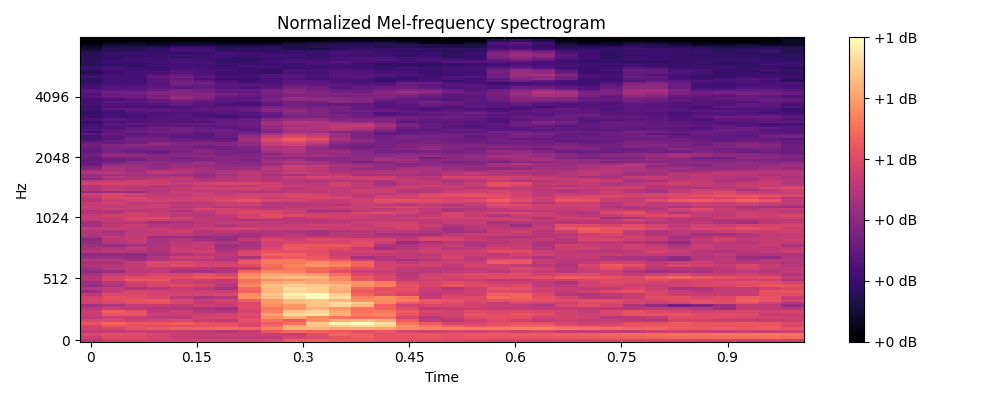 Normalized Mel-frequency spectrogram
+1 dB
4096
+1 dB
2048
+1 dB
Hz
1024
+0 dB
512
+0 dB
0
+0 dB
0 0.15 0.3 0.45 0.6 0.75 0.9
Time